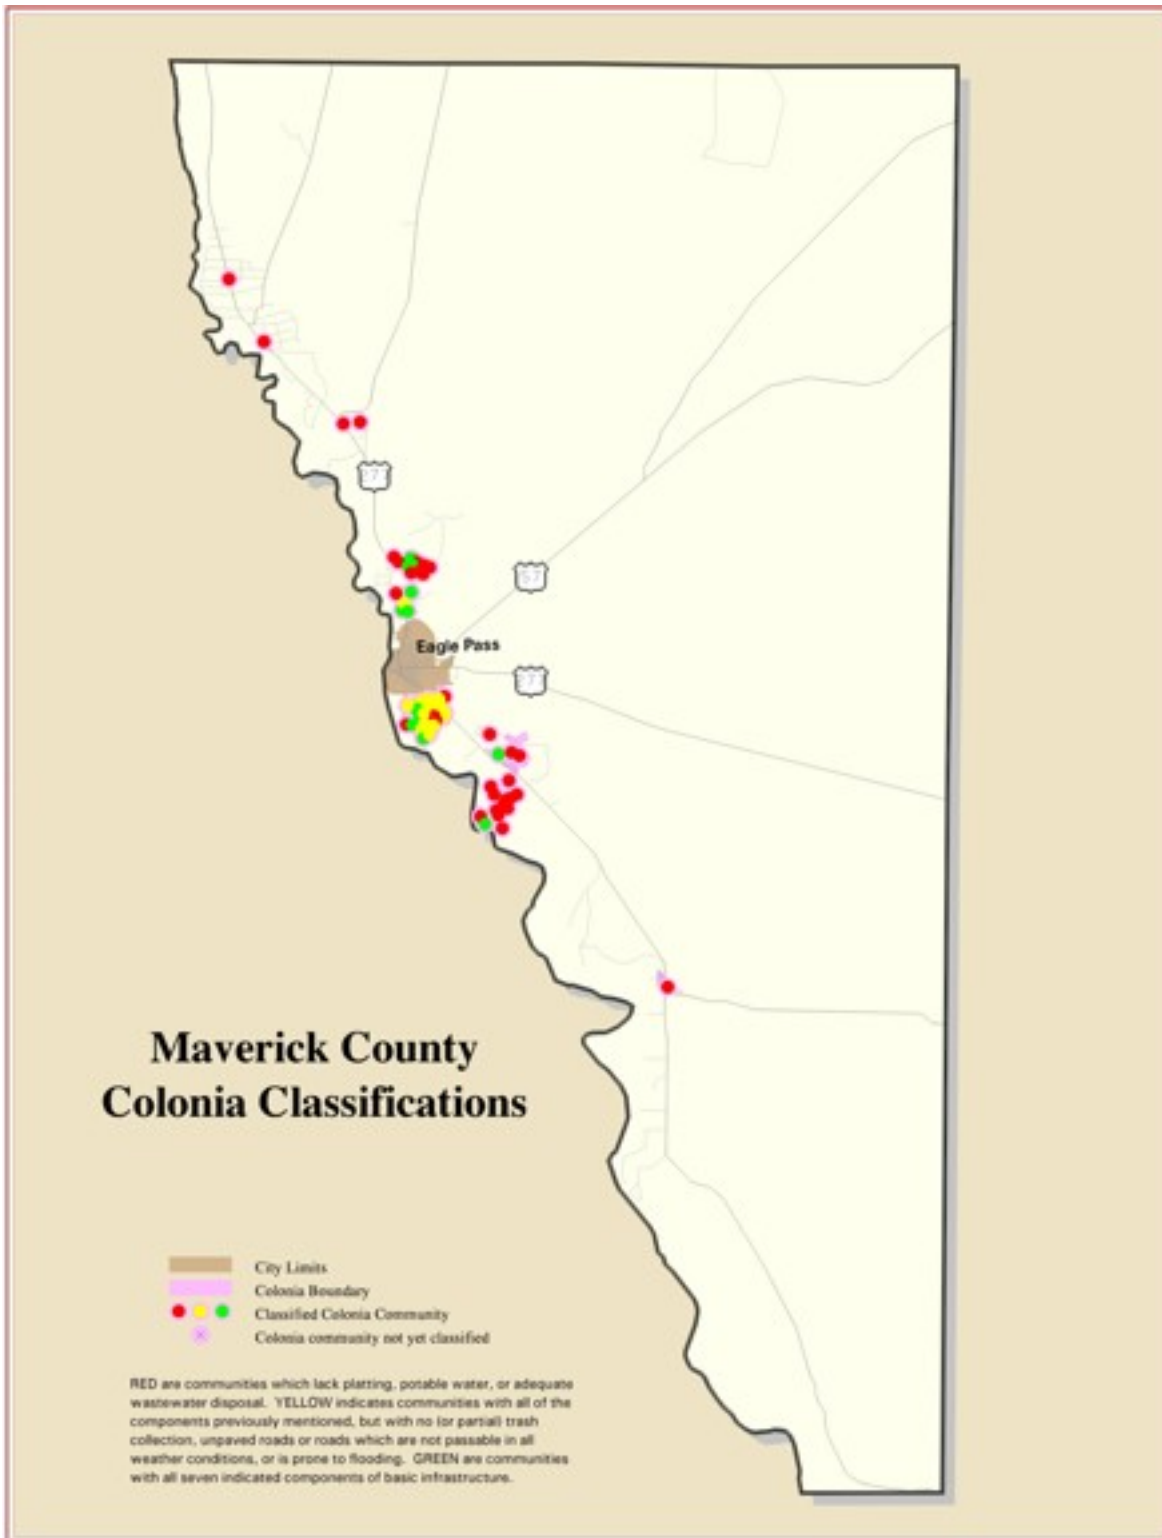 277
57
Eagle Pass
277
Maverick County
Colonia Classifications
City Limits
Colonia Boundary
Classified Colonia Community
Colonia community not yet classified
RED are communities which lack platting, potable water, or adequate
wastewater disposal. YELLOW indicates communities with all of the
components previously mentioned, but with no (or partial) trash
collection, unpaved roads or roads which are not passable in all
weather conditions, or is prone to flooding. GREEN are communities
with all seven indicated components of basic infrastructure.